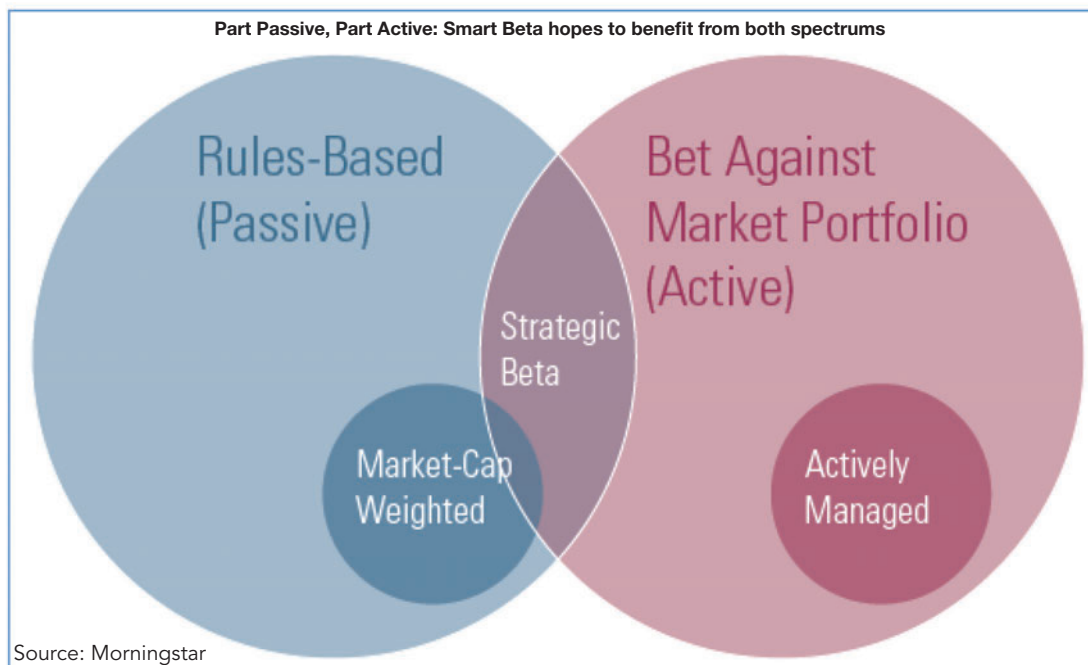 Part Passive, Part Active: Smart Beta hopes to benefit from both spectrums
Rules-Based
(Passive)
Bet Against
Market Portfolio
(Active)
Strategic
Beta
Market-Cap
Weighted
Actively
Managed
Source: Morningstar